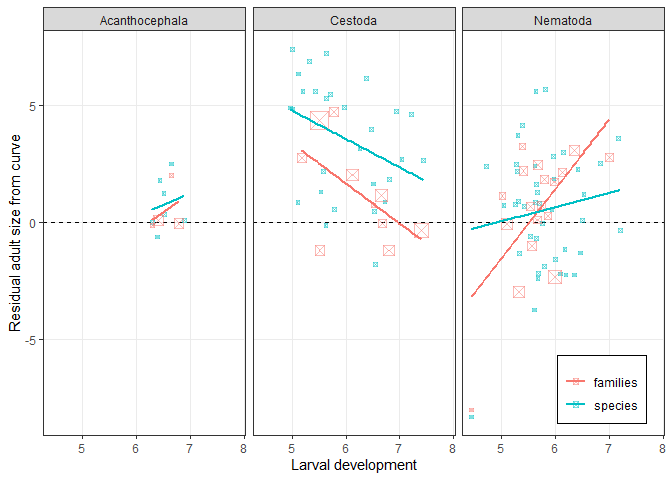 Acanthocephala Cestoda Nematoda
Residual adult size from curve
5
0
-5
families
species
5 6 7 8 5 6 7 8 5 6 7 8
Larval development